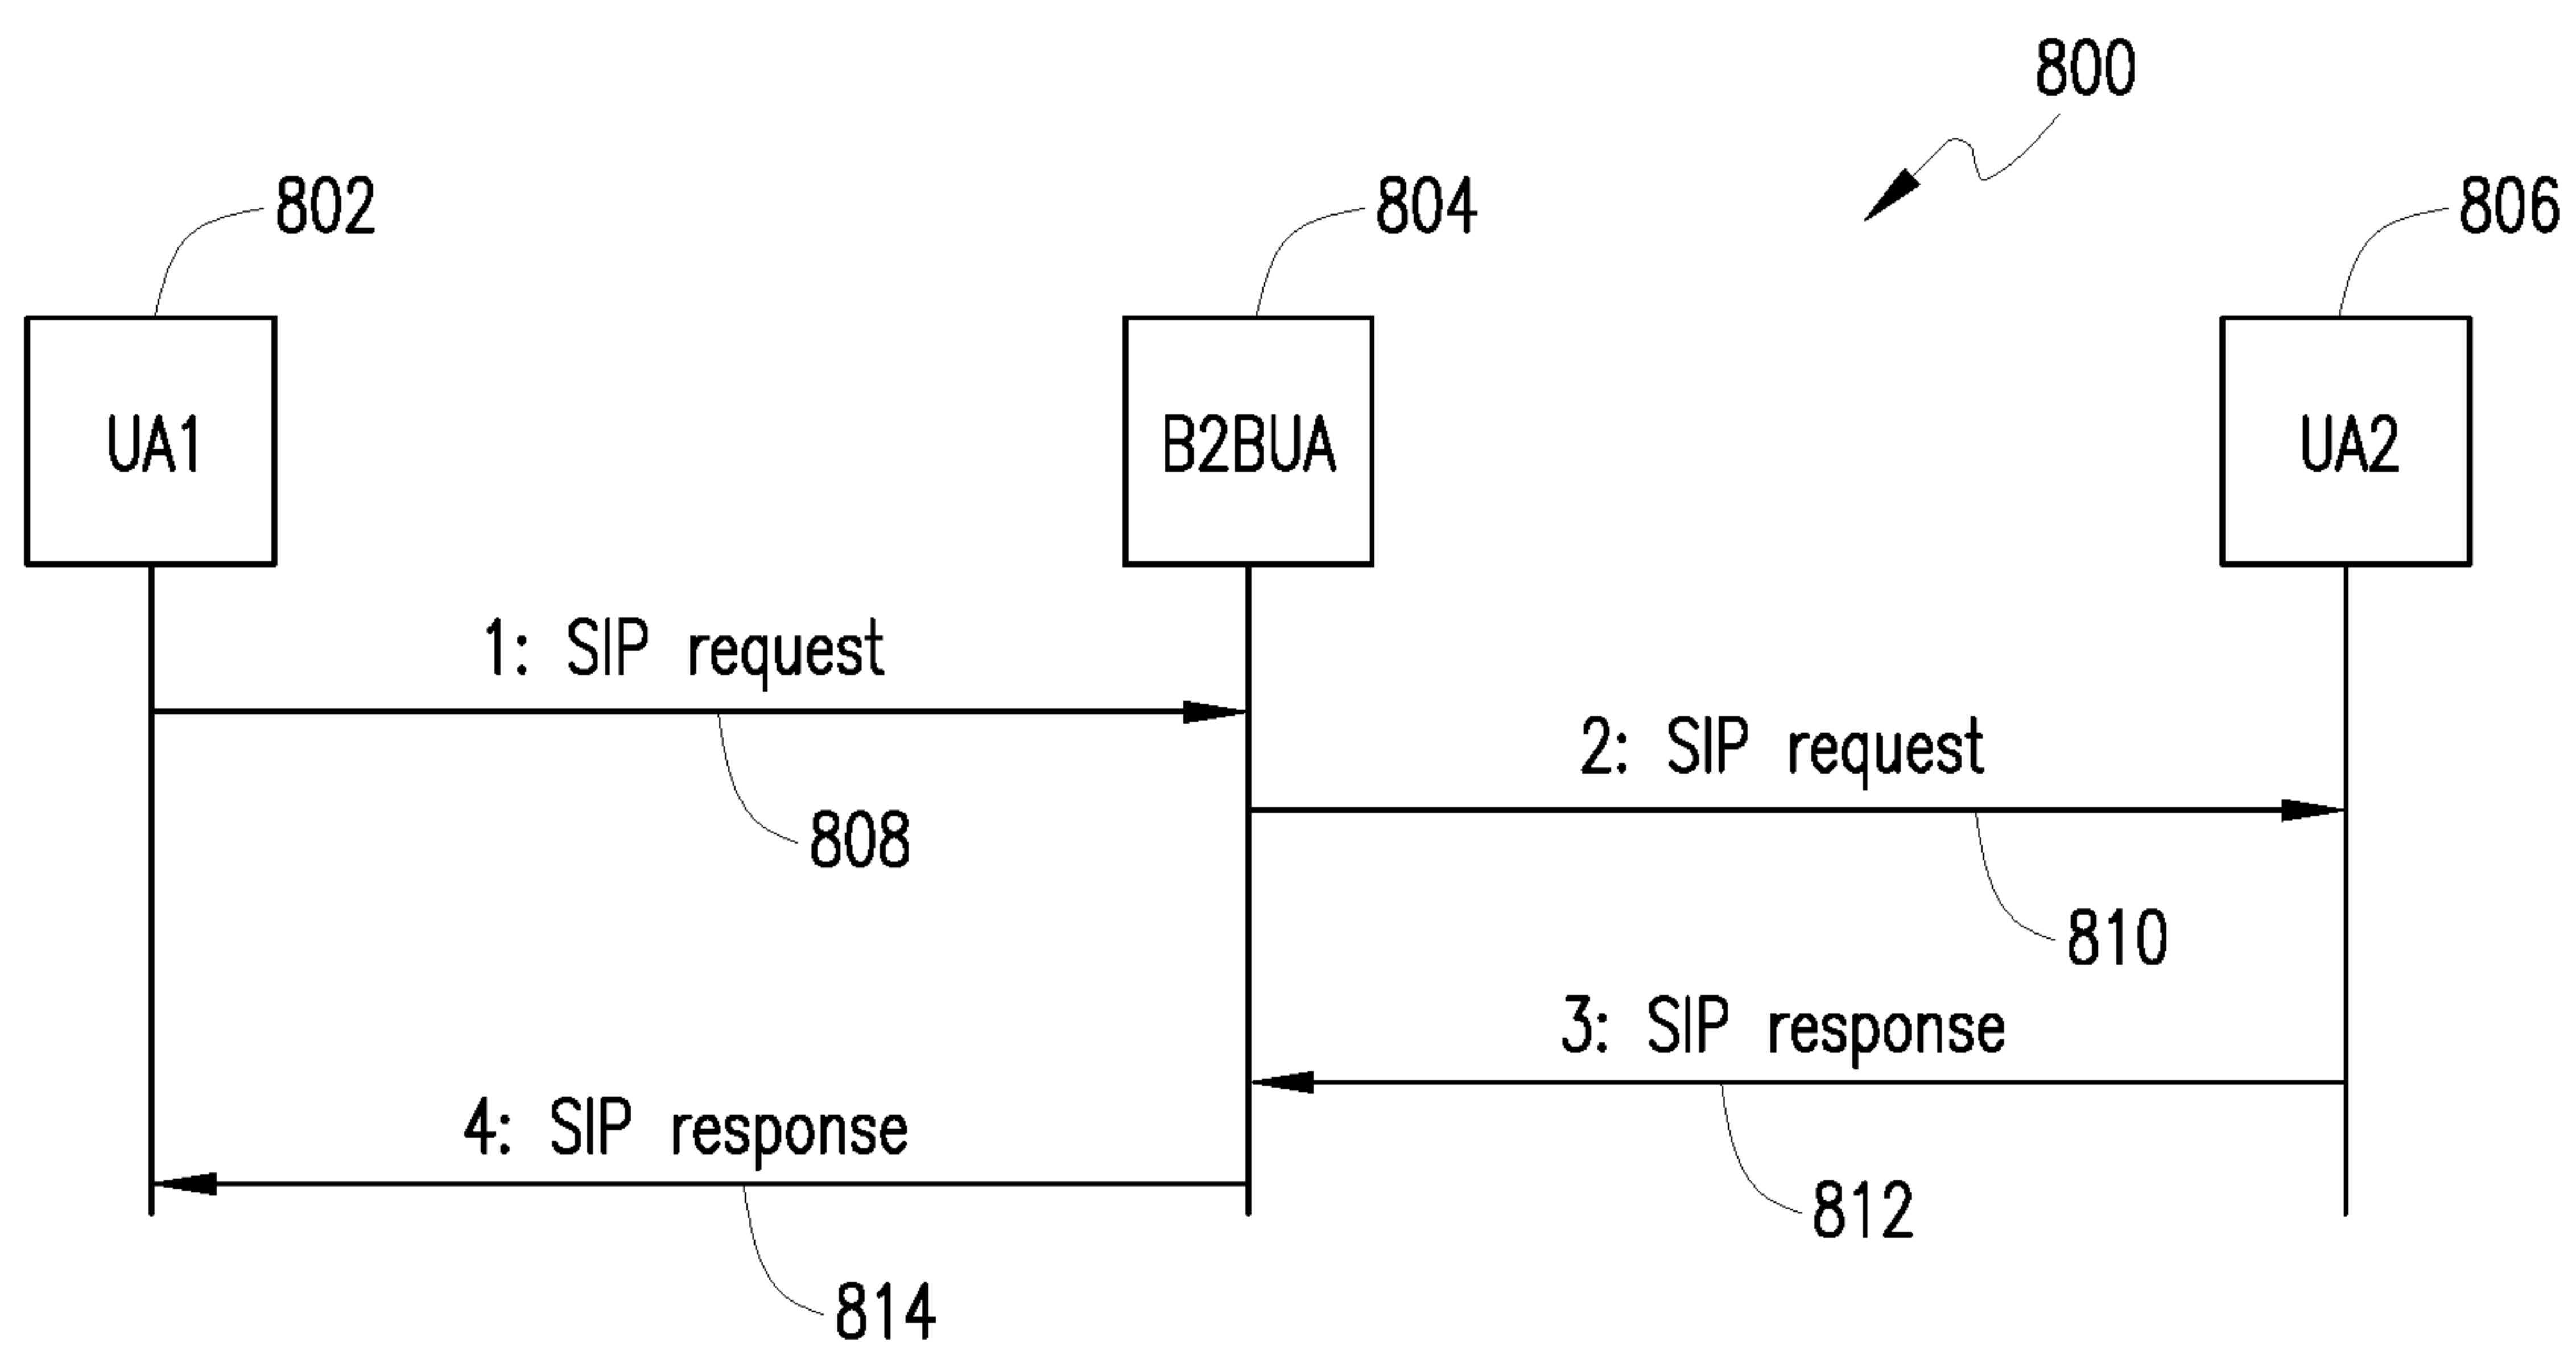 800
802
804
806
UA1
B2BUA
UA2
1: SIP request
808
2: SIP request
810
3: SIP response
812
4: SIP response
814